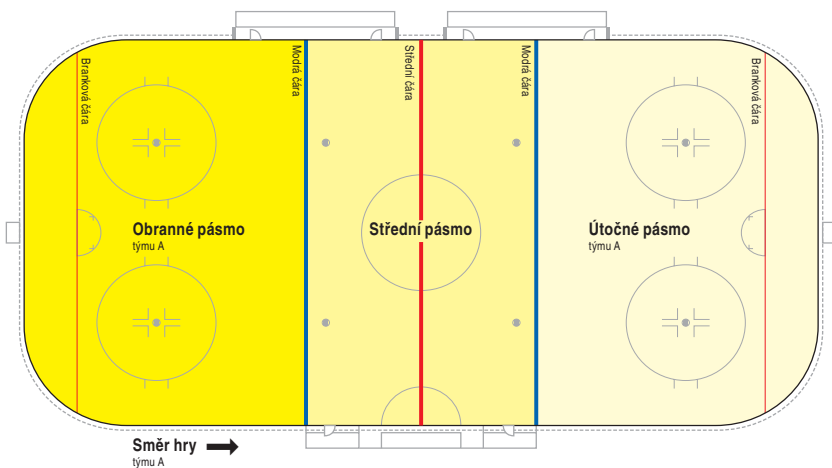 Branková čára
Modrá čára
Střední čára
Modrá čára
Branková čára
Obranné pásmo
týmu A
Střední pásmo
Útočné pásmo
týmu A
Směr hry
týmu A